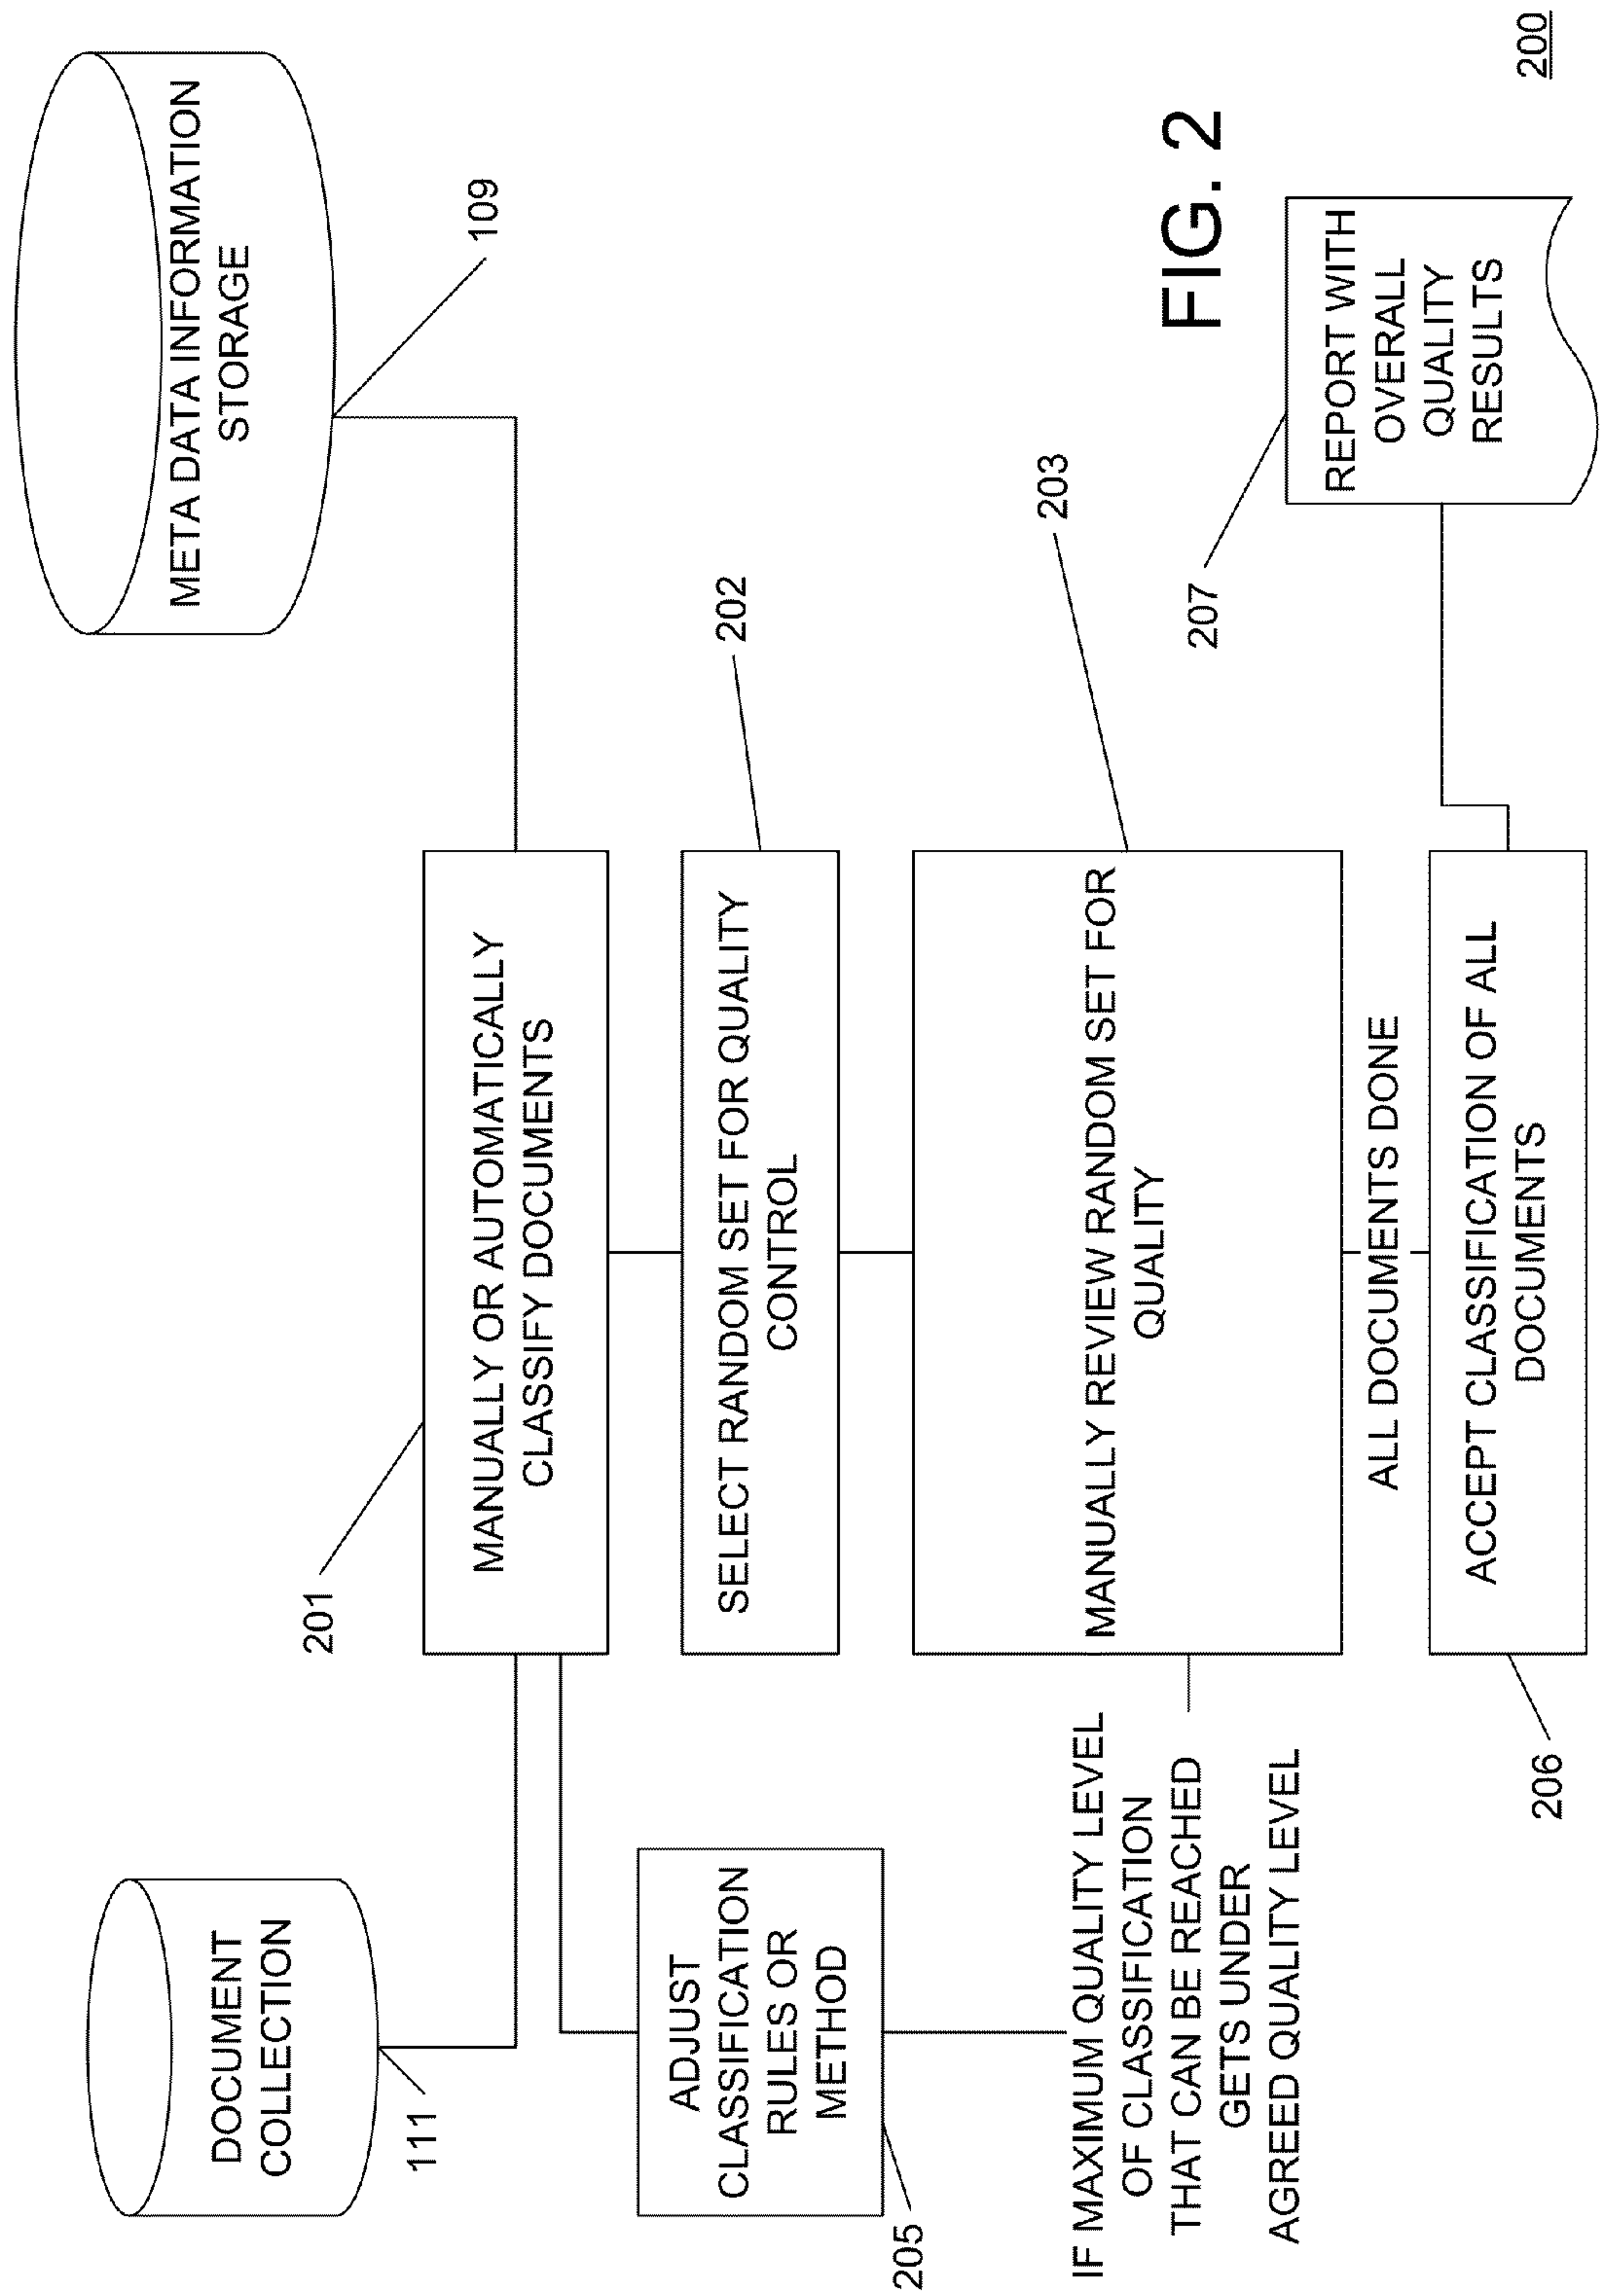 DOCUMENT
COLLECTION
111
META DATA INFORMATION
STORAGE
109
201
MANUALLY OR AUTOMATICALLY
CLASSIFY DOCUMENTS
202
SELECT RANDOM SET FOR QUALITY
CONTROL
ADJUST
CLASSIFICATION
RULES OR
METHOD
205
203
MANUALLY REVIEW RANDOM SET FOR
QUALITY
IF MAXIMUM QUALITY LEVEL
OF CLASSIFICATION
THAT CAN BE REACHED
GETS UNDER
AGREED QUALITY LEVEL
ALL DOCUMENTS DONE
206
ACCEPT CLASSIFICATION OF ALL
DOCUMENTS
207
REPORT WITH
OVERALL
QUALITY
RESULTS
FIG. 2
200